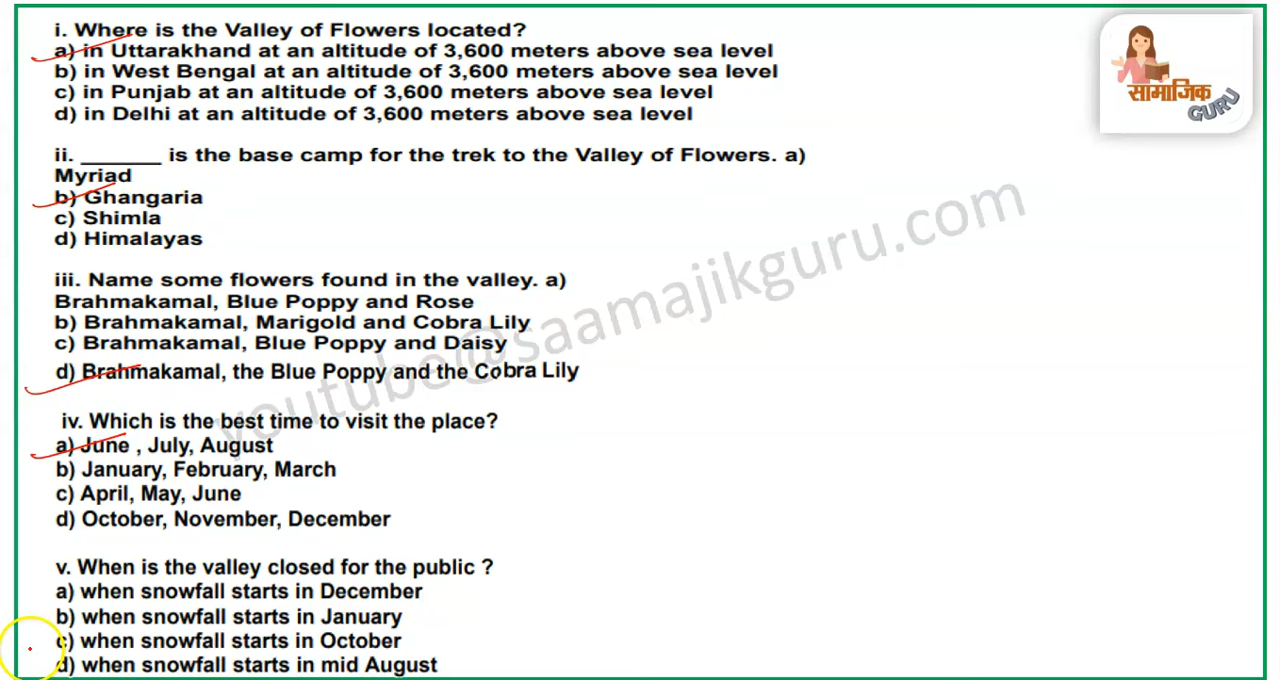 i. Where is the Valley of Flowers located?
a) in Uttarakhand at an altitude of 3,600 meters above sea level
b) in West Bengal at an altitude of 3,600 meters above sea level
c) in Punjab at an altitude of 3,600 meters above sea level
d) in Delhi at an altitude of 3,600 meters above sea level
ii. _______ is the base camp for the trek to the Valley of Flowers. a)
Myriad
b) Ghangaria
c) Shimla
d) Himalayas
iii. Name some flowers found in the valley. a)
Brahmakamal, Blue Poppy and Rose
b) Brahmakamal, Marigold and Cobra Lily
c) Brahmakamal, Blue Poppy and Daisy
d) Brahmakamal, the Blue Poppy and the Cobra Lily
iv. Which is the best time to visit the place?
a) June , July, August
b) January, February, March
c) April, May, June
d) October, November, December
v. When is the valley closed for the public ?
a) when snowfall starts in December
b) when snowfall starts in January
c) when snowfall starts in October
d) when snowfall starts in mid August
सामाजिक
GURU
youtube@saamajikguru.com